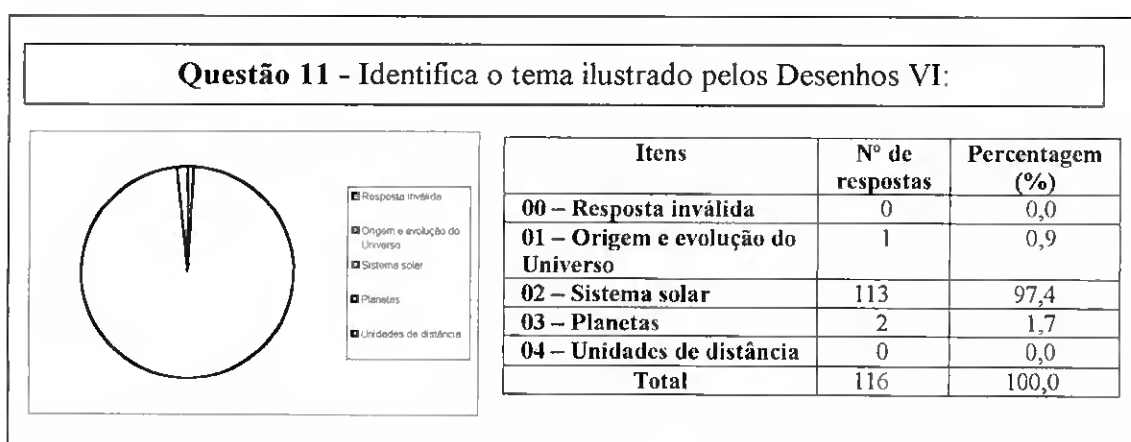 Questão 11 - Identifica o tema ilustrado pelos Desenhos VI:
Resposta inválida
Origem e evolução do
Universo
Sistema solar
Planetas
Unidades de distância
Itens Nº de Percentagem
respostas (%)
00 – Resposta inválida 0 0,0
01 – Origem e evolução do 1 0,9
Universo
02 – Sistema solar 113 97,4
03 – Planetas 2 1,7
04 – Unidades de distância 0 0,0
Total 116 100,0